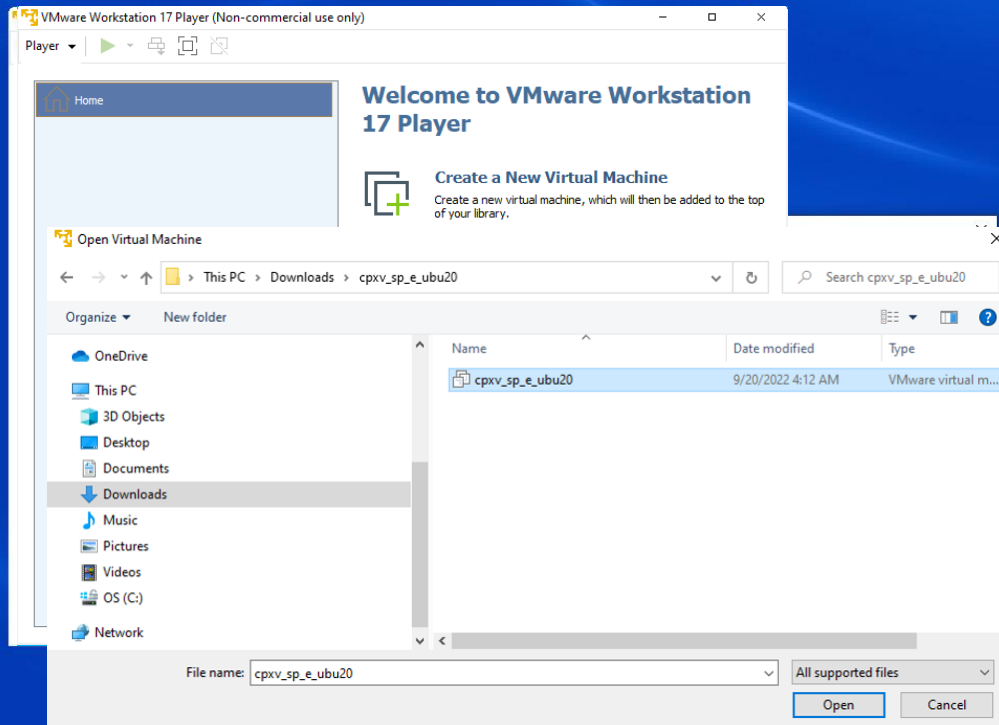 VMware Workstation 17 Player (Non-commercial use only)
Player
Home
Welcome to VMware Workstation
17 Player
Create a New Virtual Machine
Create a new virtual machine, which will then be added to the top
of your library.
Open Virtual Machine
This PC > Downloads > cpxv_sp_e_ubu20
Search cpxv_sp_e_ubu20
Organize
New folder
?
Name
Date modified
Type
cpxv_sp_e_ubu20
9/20/2022 4:12 AM
VMware virtual m...
OneDrive
This PC
3D Objects
Desktop
Documents
Downloads
Music
Pictures
Videos
OS (C:)
Network
File name:
cpxv_sp_e_ubu20
All supported files
Open
Cancel